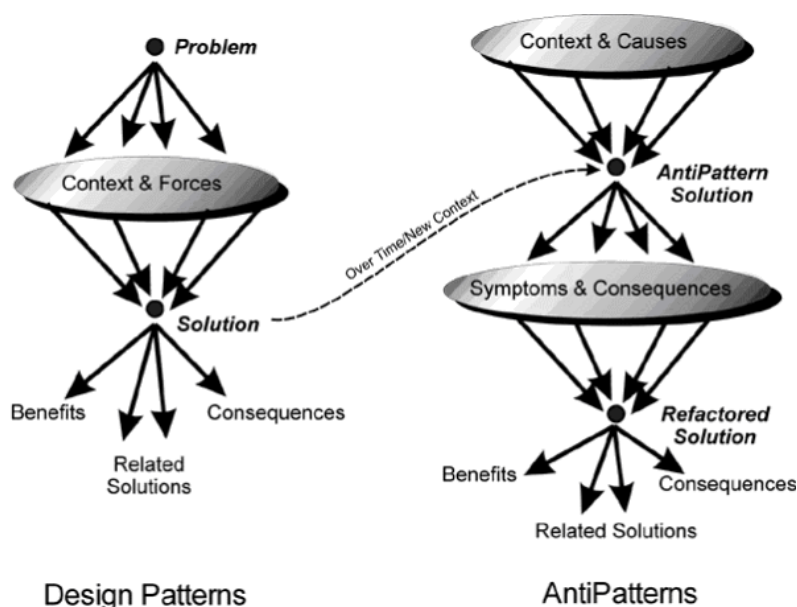 Problem
Context & Forces
Solution
Benefits
Consequences
Related
Solutions
Design Patterns
Over Time/New Context
Context & Causes
AntiPattern
Solution
Symptoms & Consequences
Refactored
Solution
Benefits
Consequences
Related Solutions
AntiPatterns